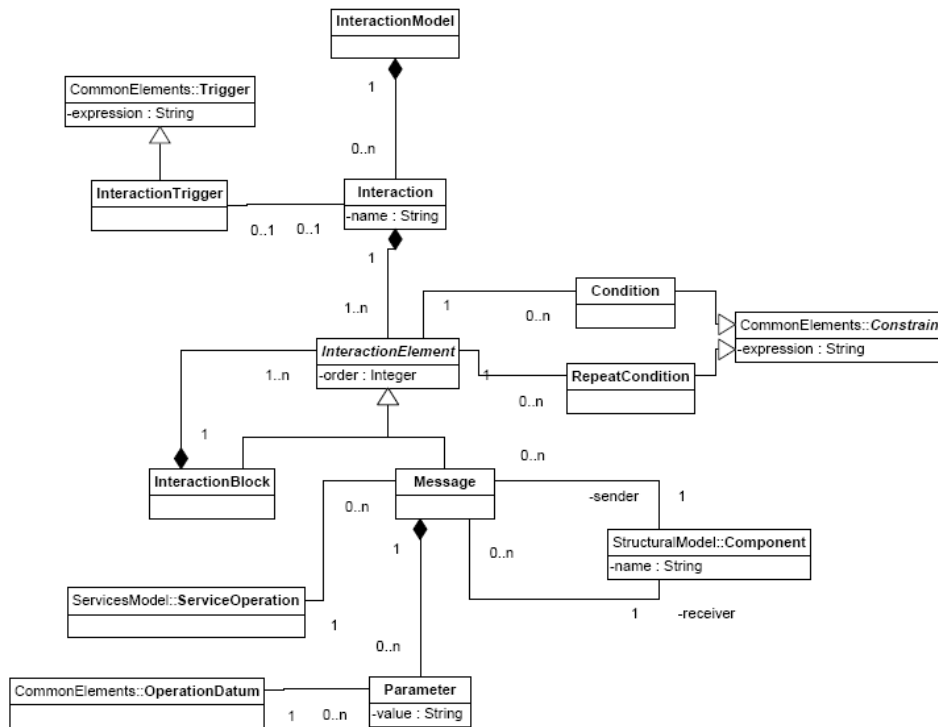 InteractionModel
1
CommonElements::Trigger
-expression : String
0..n
InteractionTrigger
Interaction
-name : String
0..1
0..1
1
Condition
1..n
1
0..n
CommonElements::Constrain
-expression : String
InteractionElement
-order : Integer
1..n
1
RepeatCondition
0..n
1
0..n
InteractionBlock
Message
0..n
-sender
1
StructuralModel::Component
-name : String
1
0..n
ServicesModel::ServiceOperation
1
1
-receiver
0..n
CommonElements::OperationDatum
Parameter
-value : String
1
0..n